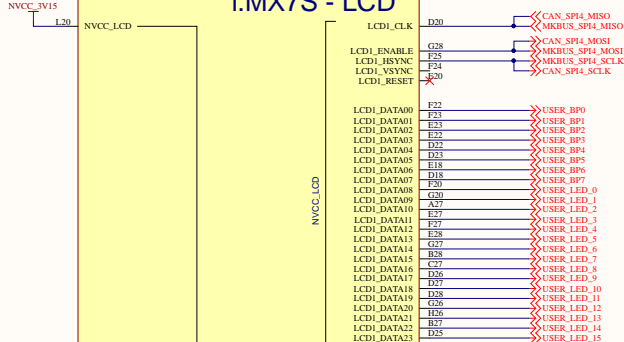 NVCC_3V15
i.MX7S - LCD
L20 NVCC_LCD
NVCC_LCD
LCD1_CLK D20 CAN_SPI4_MISO
MKBUS_SPI4_MISO
CAN_SPI4_MOSI
LCD1_ENABLE G28 MKBUS_SPI4_MOSI
LCD1_HSYNC F25 MKBUS_SPI4_SCLK
LCD1_VSYNC F24 CAN_SPI4_SCLK
LCD1_RESET E20
LCD1_DATA00 F22 USER_BP0
LCD1_DATA01 F23 USER_BP1
LCD1_DATA02 E23 USER_BP2
LCD1_DATA03 E22 USER_BP3
LCD1_DATA04 D22 USER_BP4
LCD1_DATA05 D23 USER_BP5
LCD1_DATA06 E18 USER_BP6
LCD1_DATA07 D18 USER_BP7
LCD1_DATA08 F20 USER_LED_0
LCD1_DATA09 G20 USER_LED_1
LCD1_DATA10 A27 USER_LED_2
LCD1_DATA11 E27 USER_LED_3
LCD1_DATA12 F27 USER_LED_4
LCD1_DATA13 E28 USER_LED_5
LCD1_DATA14 G27 USER_LED_6
LCD1_DATA15 B28 USER_LED_7
LCD1_DATA16 C27 USER_LED_8
LCD1_DATA17 D26 USER_LED_9
LCD1_DATA18 D27 USER_LED_10
LCD1_DATA19 D28 USER_LED_11
LCD1_DATA20 G26 USER_LED_12
LCD1_DATA21 H26 USER_LED_13
LCD1_DATA22 B27 USER_LED_14
LCD1_DATA23 D25 USER_LED_15